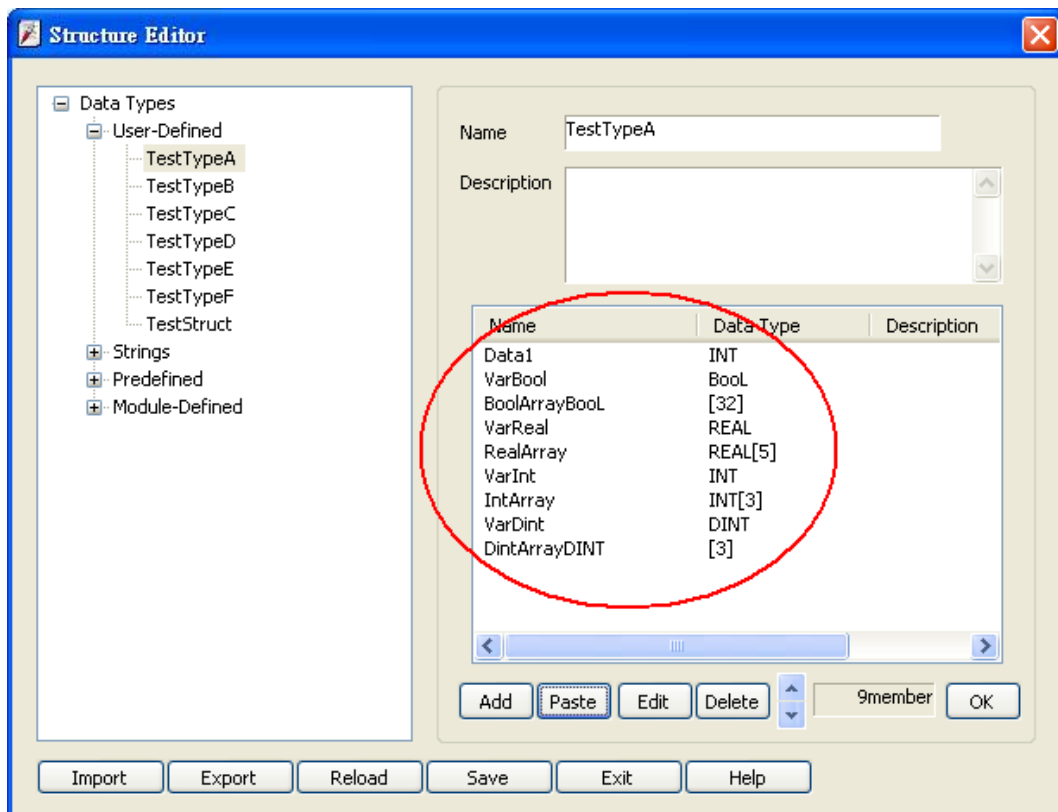 Structure Editor
Data Types
User-Defined
TestTypeA
TestTypeB
TestTypeC
TestTypeD
TestTypeE
TestTypeF
TestStruct
Strings
Predefined
Module-Defined
Name TestTypeA
Description
Name Data Type Description
Data1 INT
VarBool BooL
BoolArrayBooL [32]
VarReal REAL
RealArray REAL[5]
VarInt INT
IntArray INT[3]
VarDint DINT
DintArrayDINT [3]
Add Paste Edit Delete 9member OK
Import Export Reload Save Exit Help